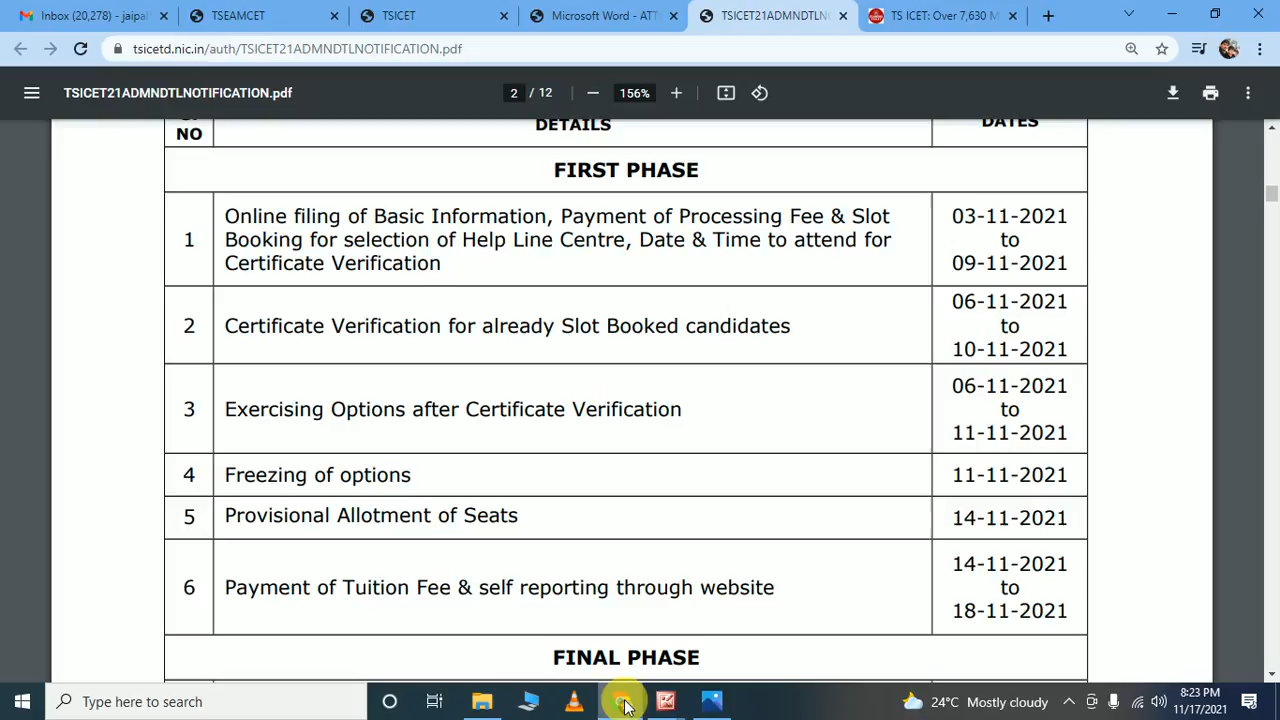 Inbox (20,278) - jaipal
TSEAMCET
TSICET
Microsoft Word - ATT
TSICET21ADMNDTLN
TS ICET: Over 7,630 M
tsicetd.nic.in/auth/TSICET21ADMNDTLNOTIFICATION.pdf
TSICET21ADMNDTLNOTIFICATION.pdf
2 / 12
156%
NO
DETAILS
DATES
FIRST PHASE
1
Online filing of Basic Information, Payment of Processing Fee & Slot
Booking for selection of Help Line Centre, Date & Time to attend for
Certificate Verification
03-11-2021
to
09-11-2021
2
Certificate Verification for already Slot Booked candidates
06-11-2021
to
10-11-2021
3
Exercising Options after Certificate Verification
06-11-2021
to
11-11-2021
4
Freezing of options
11-11-2021
5
Provisional Allotment of Seats
14-11-2021
6
Payment of Tuition Fee & self reporting through website
14-11-2021
to
18-11-2021
FINAL PHASE
Type here to search
24°C Mostly cloudy
8:23 PM
11/17/2021